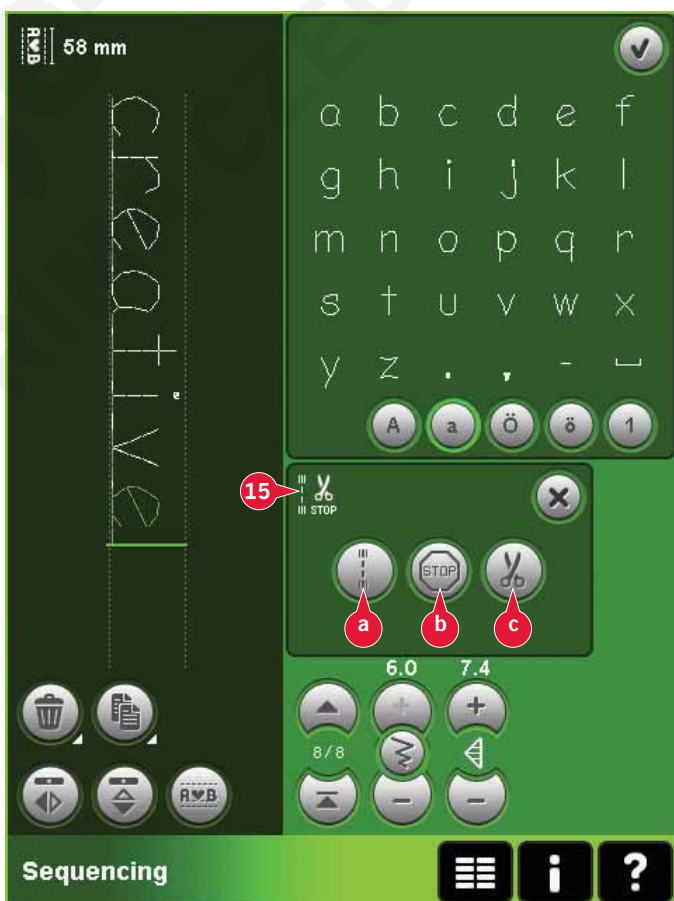 58 mm
creative
a b c d e f
g h i j k l
m n o p q r
s t u v w x
y z . , -
A a Ö ö 1
15
STOP
STOP
a b c
6.0 7.4
8/8
A♥B
Sequencing
i ?